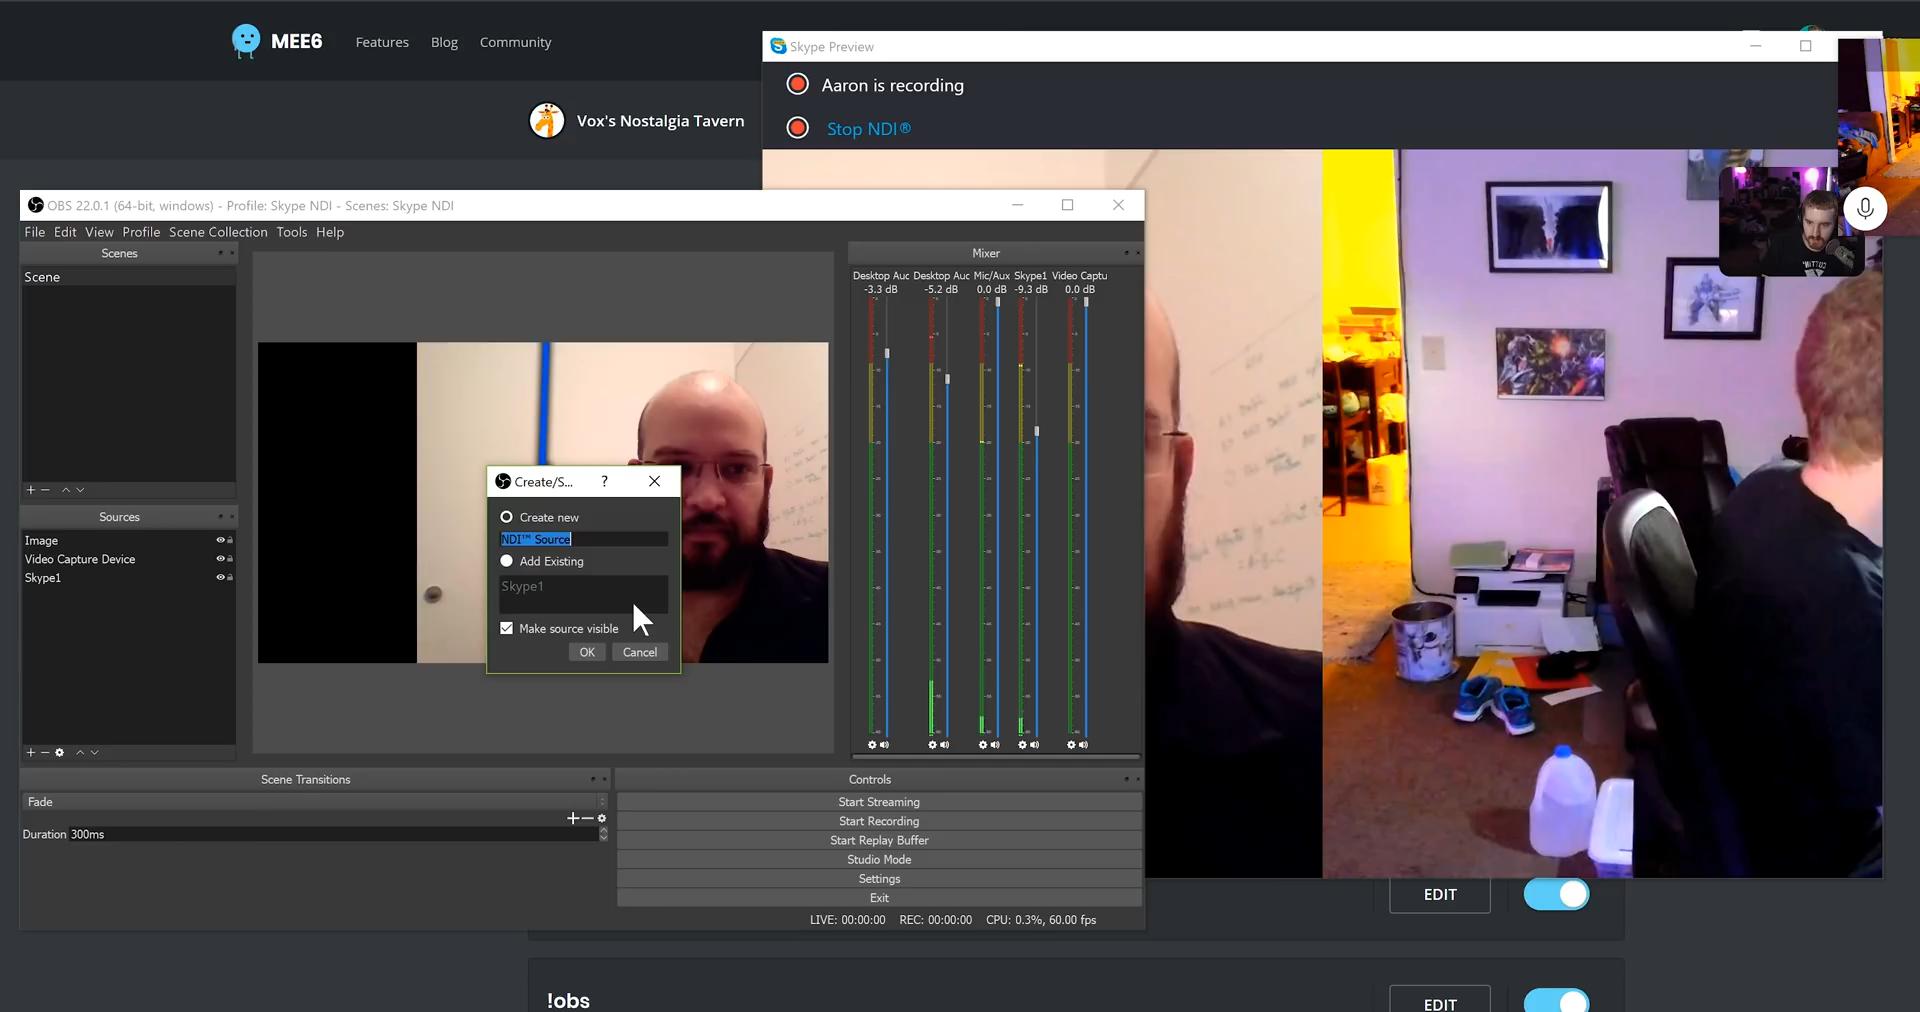 MEE6
Features
Blog
Community
Vox's Nostalgia Tavern
Skype Preview
Aaron is recording
Stop NDI®
OBS 22.0.1 (64-bit, windows) - Profile: Skype NDI - Scenes: Skype NDI
File Edit View Profile Scene Collection Tools Help
Scenes
Scene
Sources
Image
Video Capture Device
Skype1
Create/S... ?
Create new
NDI™ Source
Add Existing
Skype1
Make source visible
OK
Cancel
Mixer
Desktop Auc Desktop Auc Mic/Aux Skype1 Video Captu
-3.3 dB -5.2 dB 0.0 dB -9.3 dB 0.0 dB
Scene Transitions
Fade
Duration 300ms
Controls
Start Streaming
Start Recording
Start Replay Buffer
Studio Mode
Settings
Exit
LIVE: 00:00:00 REC: 00:00:00 CPU: 0.3%, 60.00 fps
EDIT
!obs
EDIT